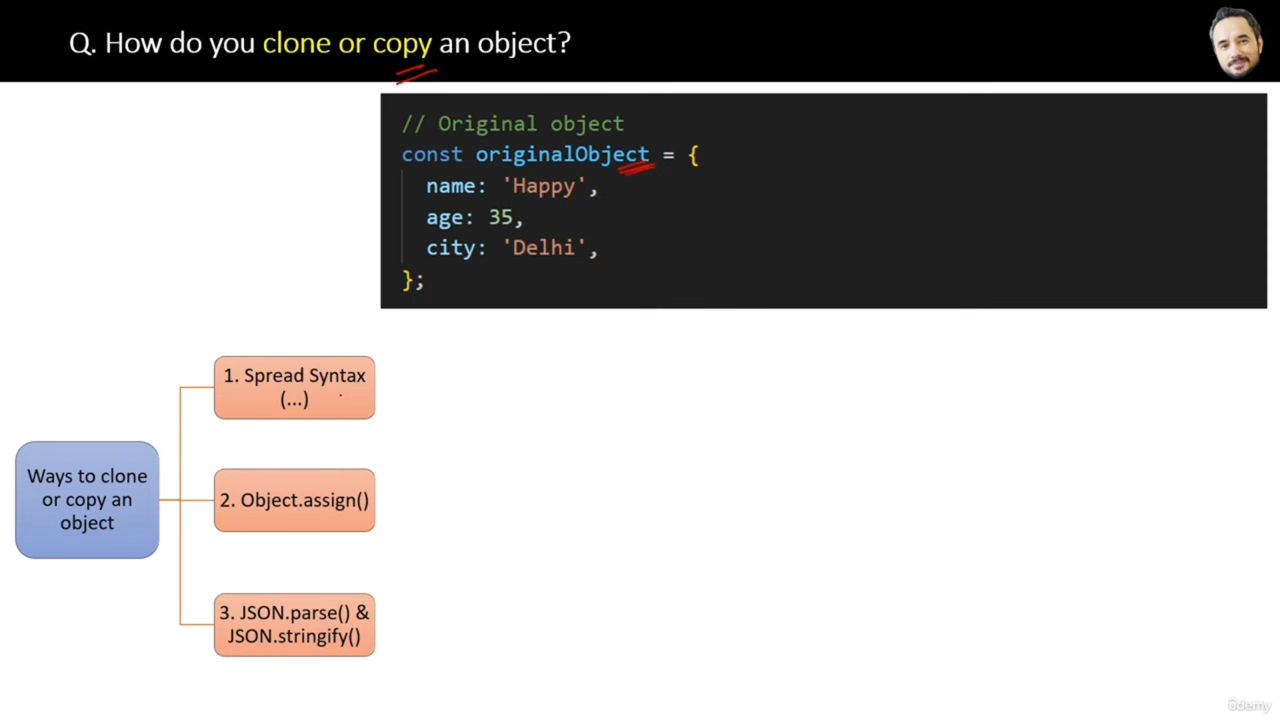 Q. How do you clone or copy an object?
// Original object
const originalObject = {
name: 'Happy',
age: 35,
city: 'Delhi',
};
1. Spread Syntax
(...)
Ways to clone
or copy an
object
2. Object.assign()
3. JSON.parse() &
JSON.stringify()
ûdemy